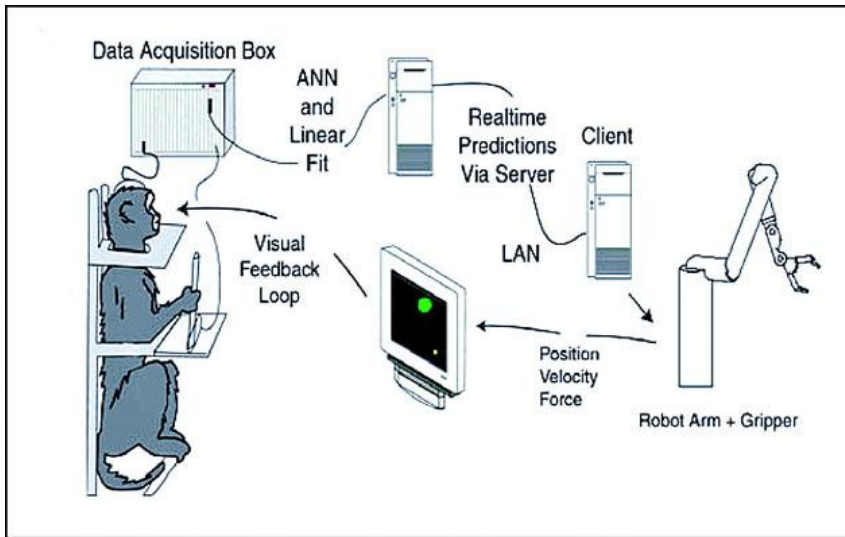 Data Acquisition Box
ANN
and
Linear
Fit
Realtime
Predictions
Via Server
Client
LAN
Visual
Feedback
Loop
Position
Velocity
Force
Robot Arm + Gripper